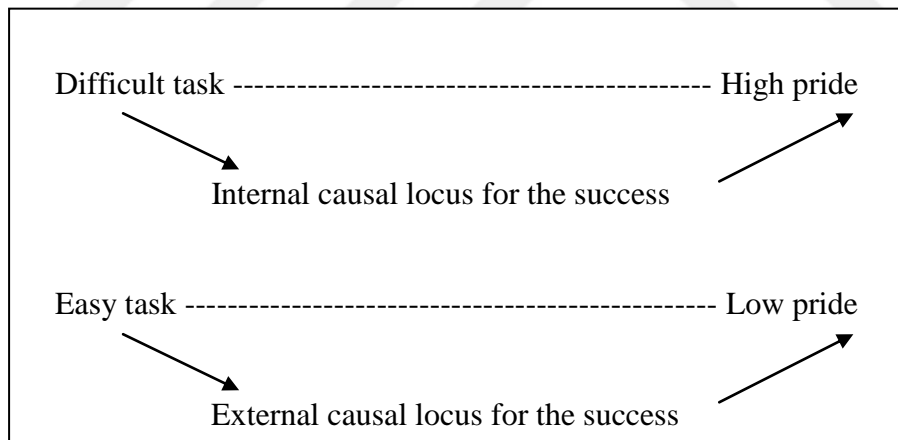 Difficult task --------------------------------------------- High pride
Internal causal locus for the success
Easy task ------------------------------------------------- Low pride
External causal locus for the success